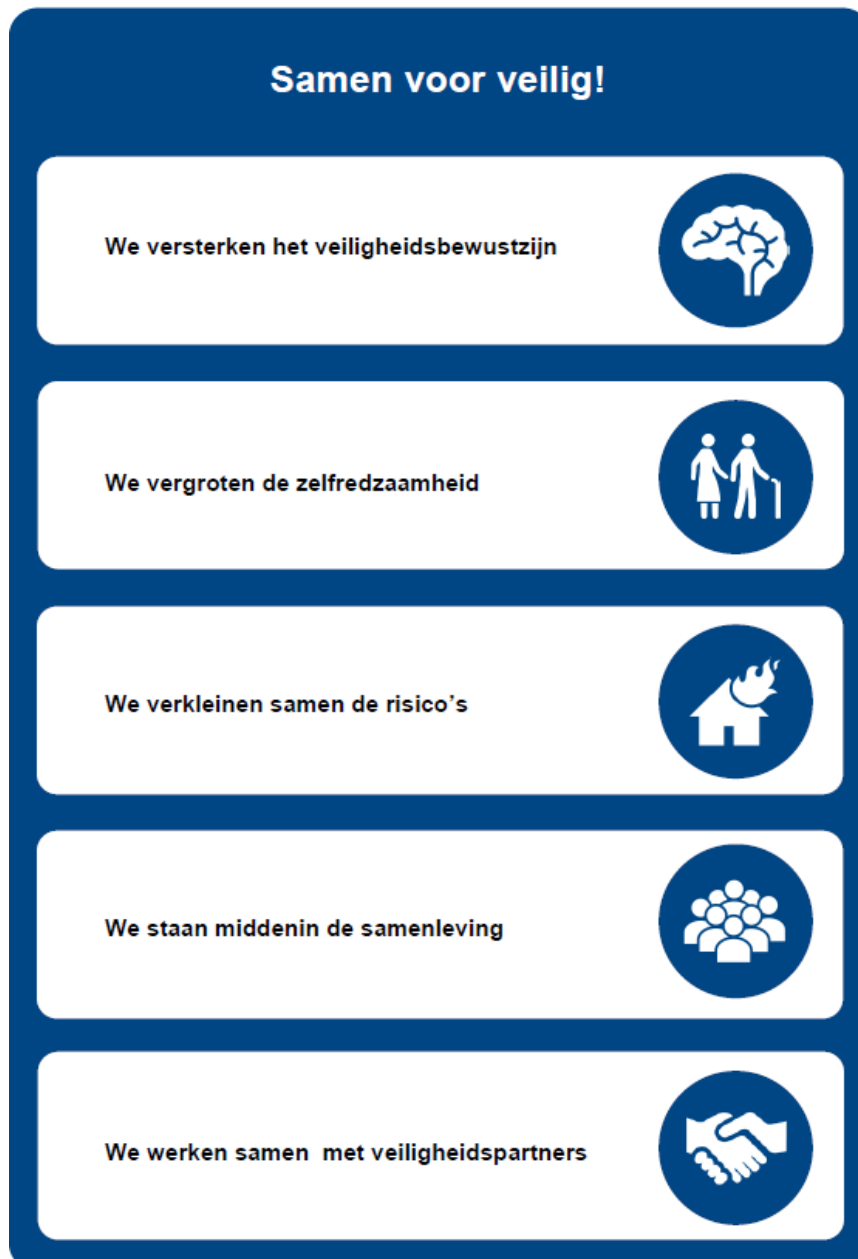 Samen voor veilig!
We versterken het veiligheidsbewustzijn
We vergroten de zelfredzaamheid
We verkleinen samen de risico’s
We staan middenin de samenleving
We werken samen  met veiligheidspartners